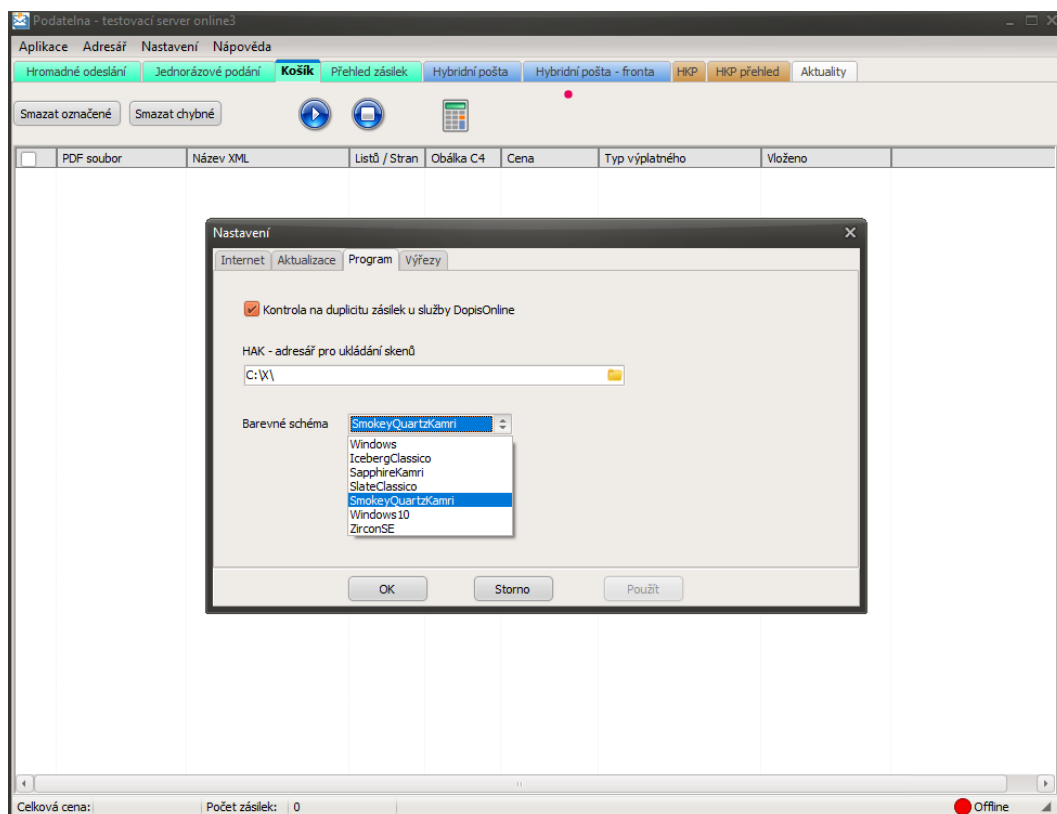 Podatelna - testovací server online3
Aplikace Adresář Nastavení Nápověda
Hromadné odeslání Jednorázové podání Košík Přehled zásilek Hybridní pošta Hybridní pošta - fronta HKP HKP přehled Aktuality
Smazat označené Smazat chybné
PDF soubor Název XML Listů / Stran Obálka C4 Cena Typ výplatného Vloženo
Nastavení
Internet Aktualizace Program Výřezy
Kontrola na duplicitu zásilek u služby DopisOnline
HAK - adresář pro ukládání skenů
C:\X\
Barevné schéma SmokeyQuartzKamri
Windows
IcebergClassico
SapphireKamri
SlateClassico
SmokeyQuartzKamri
Windows10
ZirconSE
OK Storno Použít
Celková cena: Počet zásilek: 0 Offline